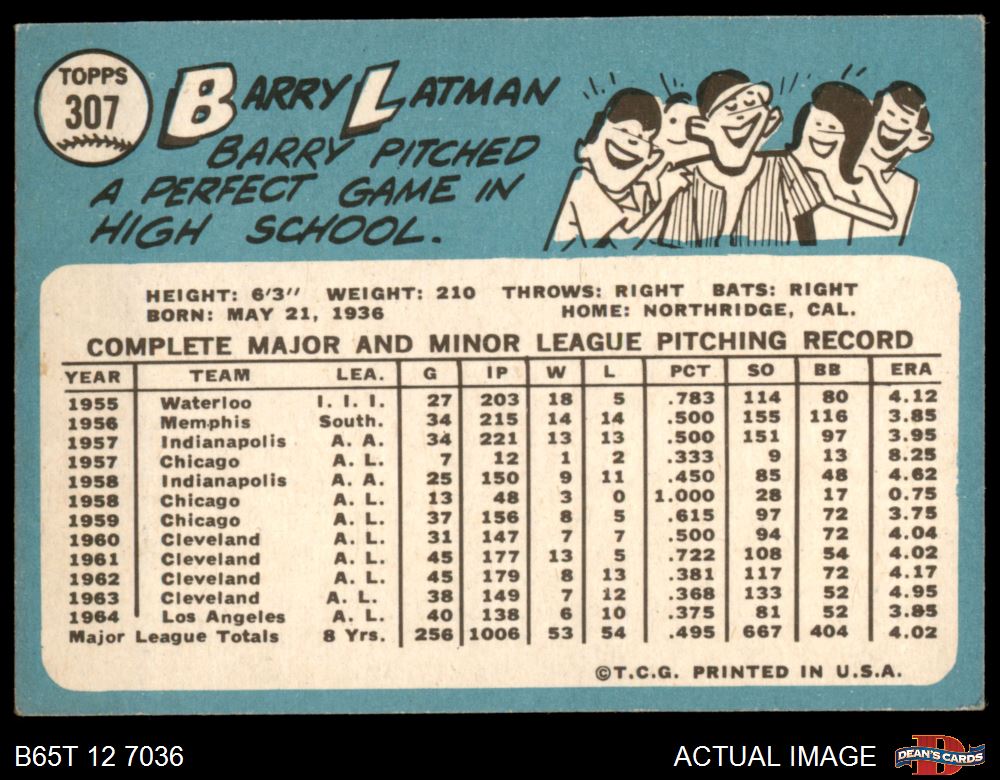 TOPPS
307
BARRY LATMAN
BARRY PITCHED
A PERFECT GAME IN
HIGH SCHOOL.
HEIGHT: 6'3" WEIGHT: 210 THROWS: RIGHT BATS: RIGHT
BORN: MAY 21, 1936 HOME: NORTHRIDGE, CAL.
COMPLETE MAJOR AND MINOR LEAGUE PITCHING RECORD
YEAR TEAM LEA. G IP W L PCT SO BB ERA
1955 Waterloo I. I. I. 27 203 18 5 .783 114 80 4.12
1956 Memphis South. 34 215 14 14 .500 155 116 3.85
1957 Indianapolis A. A. 34 221 13 13 .500 151 97 3.95
1957 Chicago A. L. 7 12 1 2 .333 9 13 8.25
1958 Indianapolis A. A. 25 150 9 11 .450 85 48 4.62
1958 Chicago A. L. 13 48 3 0 1.000 28 17 0.75
1959 Chicago A. L. 37 156 8 5 .615 97 72 3.75
1960 Cleveland A. L. 31 147 7 7 .500 94 72 4.04
1961 Cleveland A. L. 45 177 13 5 .722 108 54 4.02
1962 Cleveland A. L. 45 179 8 13 .381 117 72 4.17
1963 Cleveland A. L. 38 149 7 12 .368 133 52 4.95
1964 Los Angeles A. L. 40 138 6 10 .375 81 52 3.85
Major League Totals 8 Yrs. 256 1006 53 54 .495 667 404 4.02
©T.C.G. PRINTED IN U.S.A.
B65T 12 7036 ACTUAL IMAGE
DEAN'S CARDS